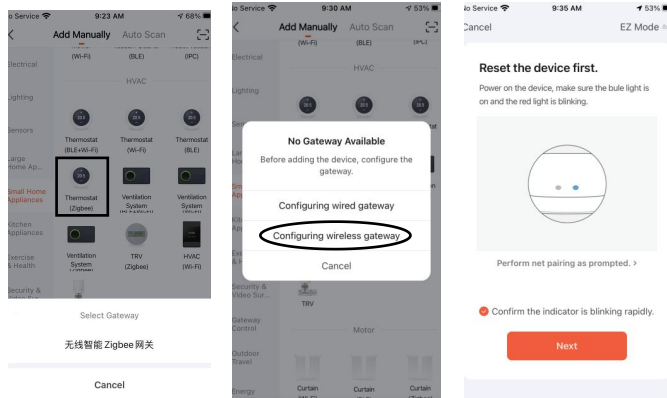 No Service 9:23 AM 68%
Add Manually Auto Scan
(Wi-Fi) (BLE) (IPC)
Electrical
HVAC
Lighting
Sensors
Thermostat Thermostat Thermostat
(BLE+Wi-Fi) (Wi-Fi) (BLE)
Large
Home Ap...
Small Home
Appliances
Thermostat Ventilation Ventilation
(Zigbee) System System
Kitchen
Appliances
Exercise
& Health
Ventilation TRV HVAC
System (Zigbee) (Wi-Fi)
Security &
Video Sur...
Select Gateway
无线智能 Zigbee 网关
Cancel
No Service 9:30 AM 53%
Add Manually Auto Scan
(Wi-Fi) (BLE) (IPC)
Electrical
HVAC
Lighting
No Gateway Available
Before adding the device, configure the
gateway.
Configuring wired gateway
Configuring wireless gateway
Cancel
Security &
Video Sur...
TRV
Gateway
Control
Motor
Outdoor
Travel
Energy
Curtain Curtain Curtain
No Service 9:35 AM 53%
Cancel EZ Mode
Reset the device first.
Power on the device, make sure the bule light is
on and the red light is blinking.
Perform net pairing as prompted. >
Confirm the indicator is blinking rapidly.
Next